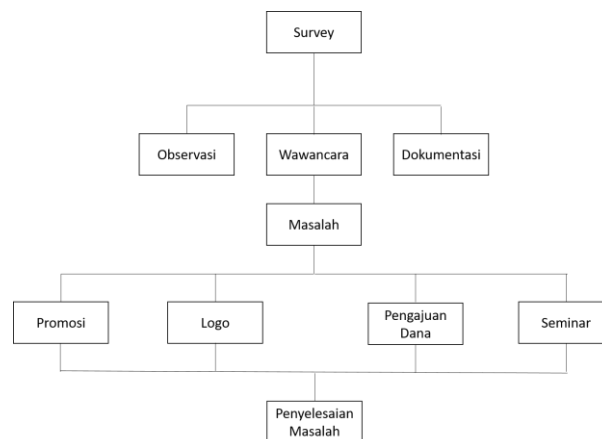 Survey
Observasi
Wawancara
Dokumentasi
Masalah
Promosi
Logo
Pengajuan
Dana
Seminar
Penyelesaian
Masalah